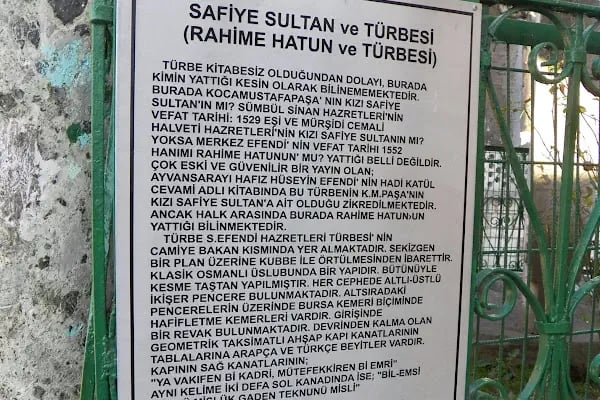 SAFİYE SULTAN ve TÜRBESİ
(RAHİME HATUN ve TÜRBESİ)
TÜRBE KİTABESİZ OLDUĞUNDAN DOLAYI, BURADA
KİMİN YATTIĞI KESİN OLARAK BİLİNEMEMEKTEDİR.
BURADA KOCAMUSTAFAPAŞA' NIN KIZI SAFİYE
SULTAN'IN MI? SÜMBÜL SİNAN HAZRETLERİ'NİN
VEFAT TARİHİ: 1529 EŞİ VE MÜRŞİDİ CEMALİ
HALVETİ HAZRETLERİ'NİN KIZI SAFİYE SULTANIN MI?
YOKSA MERKEZ EFENDİ' NİN VEFAT TARİHİ 1552
HANIMI RAHİME HATUNUN' MU? YATTIĞI BELLİ DEĞİLDİR.
ÇOK ESKİ VE GÜVENİLİR BİR YAYIN OLAN;
AYVANSARAYI HAFIZ HÜSEYİN EFENDİ' NİN HADİ KATÜL
CEVAMİ ADLI KİTABINDA BU TÜRBENİN K.M.PAŞA'NIN
KIZI SAFİYE SULTAN'A AİT OLDUĞU ZİKREDİLMEKTEDİR.
ANCAK HALK ARASINDA BURADA RAHİME HATUN›UN
YATTIĞI BİLİNMEKTEDİR.
TÜRBE S.EFENDİ HAZRETLERİ TÜRBESİ' NİN
CAMİYE BAKAN KISMINDA YER ALMAKTADIR. SEKİZGEN
BİR PLAN ÜZERİNE KUBBE İLE ÖRTÜLMESİNDEN İBARETTİR.
KLASİK OSMANLI ÜSLUBUNDA BİR YAPIDIR. BÜTÜNÜYLE
KESME TAŞTAN YAPILMIŞTIR. HER CEPHEDE ALTLI-ÜSTLÜ
İKİŞER PENCERE BULUNMAKTADIR. ALTSIRADAKİ
PENCERELERİN ÜZERİNDE BURSA KEMERİ BİÇİMİNDE
HAFİFLETME KEMERLERİ VARDIR. GİRİŞİNDE
BİR REVAK BULUNMAKTADIR. DEVRİNDEN KALMA OLAN
GEOMETRİK TAKSİMATLI AHŞAP KAPI KANATLARININ
TABLALARINA ARAPÇA VE TÜRKÇE BEYİTLER VARDIR.
KAPININ SAĞ KANATLARININ;
"YA VAKIFEN Bİ KADRİ, MÜTEFEKKİREN Bİ EMRİ"
AYNI KELİME İKİ DEFA SOL KANADINDA İSE; "BİL-EMSİ
MİSLÜK GADEN TEKNUNÜ MİSLİ"